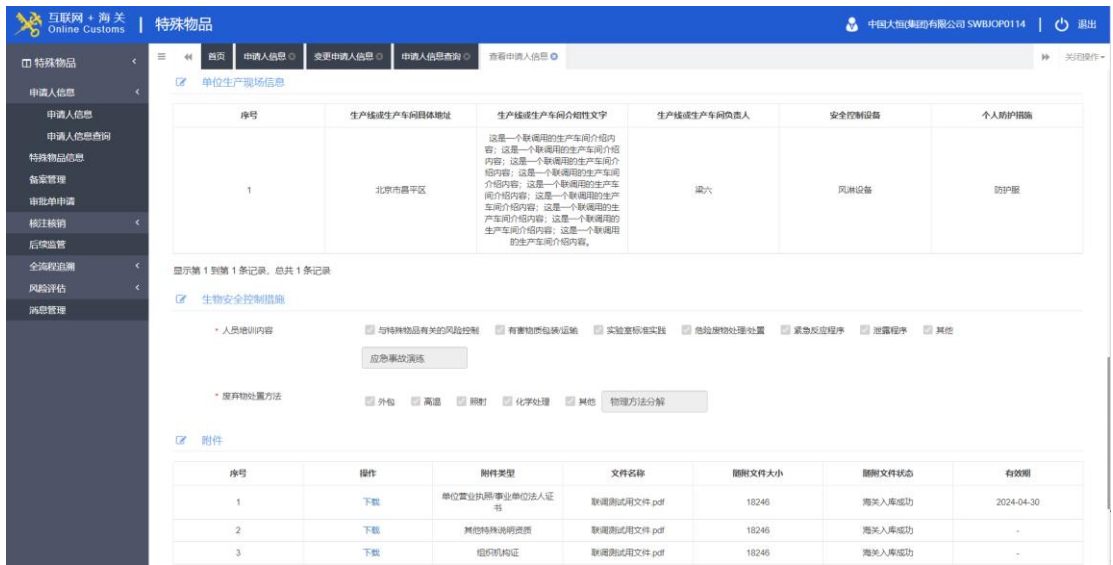 互联网 + 海关
Online Customs
特殊物品
中国大恒(集团)有限公司 SWBJOP0114
退出
特殊物品
首页
申请人信息
变更申请人信息
申请人信息查询
查看申请人信息
关闭操作
申请人信息
申请人信息
申请人信息查询
特殊物品信息
备案管理
审批单申请
核注核销
后续监管
全流程追溯
风险评估
消息管理
单位生产现场信息
序号 生产线或生产车间具体地址 生产线或生产车间介绍性文字 生产线或生产车间负责人 安全控制设备 个人防护措施
这是一个联调用的生产车间介绍内
容；这是一个联调用的生产车间介绍
内容；这是一个联调用的生产车间介
绍内容；这是一个联调用的生产车间
介绍内容；这是一个联调用的生产车
间介绍内容；这是一个联调用的生产
车间介绍内容；这是一个联调用的生
产车间介绍内容；这是一个联调用的
生产车间介绍内容；这是一个联调用
的生产车间介绍内容。
1 北京市昌平区 梁六 风淋设备 防护服
显示第 1 到第 1 条记录，总共 1 条记录
生物安全控制措施
* 人员培训内容 与特殊物品有关的风险控制 有害物质包装/运输 实验室标准实践 危险废物处理/处置 紧急反应程序 泄露程序 其他
应急事故演练
* 废弃物处置方法 外包 高温 照射 化学处理 其他 物理方法分解
附件
序号 操作 附件类型 文件名称 随附文件大小 随附文件状态 有效期
1 下载 单位营业执照/事业单位法人证书 联调测试用文件.pdf 18246 海关入库成功 2024-04-30
2 下载 其他特殊说明资质 联调测试用文件.pdf 18246 海关入库成功 -
3 下载 组织机构证 联调测试用文件.pdf 18246 海关入库成功 -